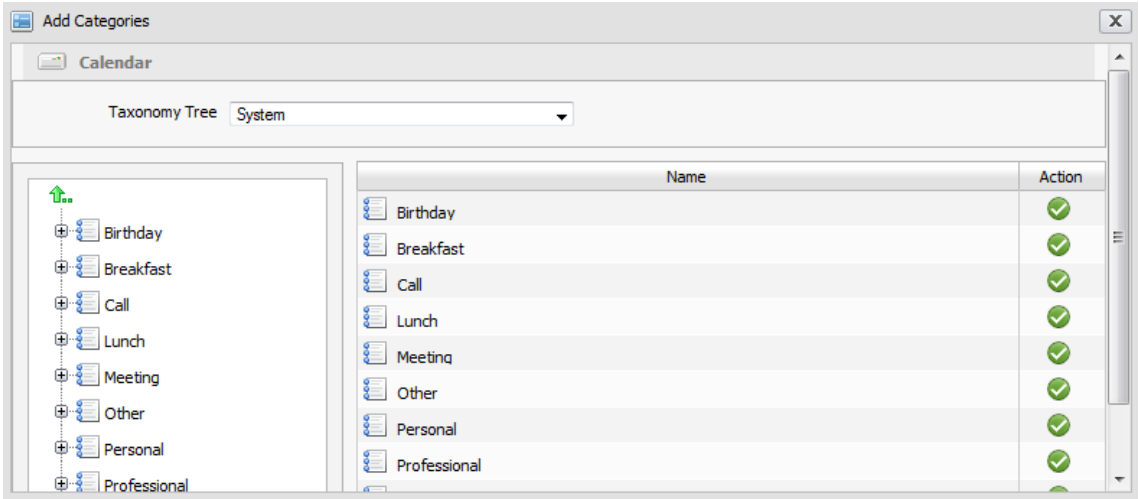 Add Categories
Calendar
Taxonomy Tree System
Name Action
Birthday
Breakfast
Call
Lunch
Meeting
Other
Personal
Professional
Birthday
Breakfast
Call
Lunch
Meeting
Other
Personal
Professional